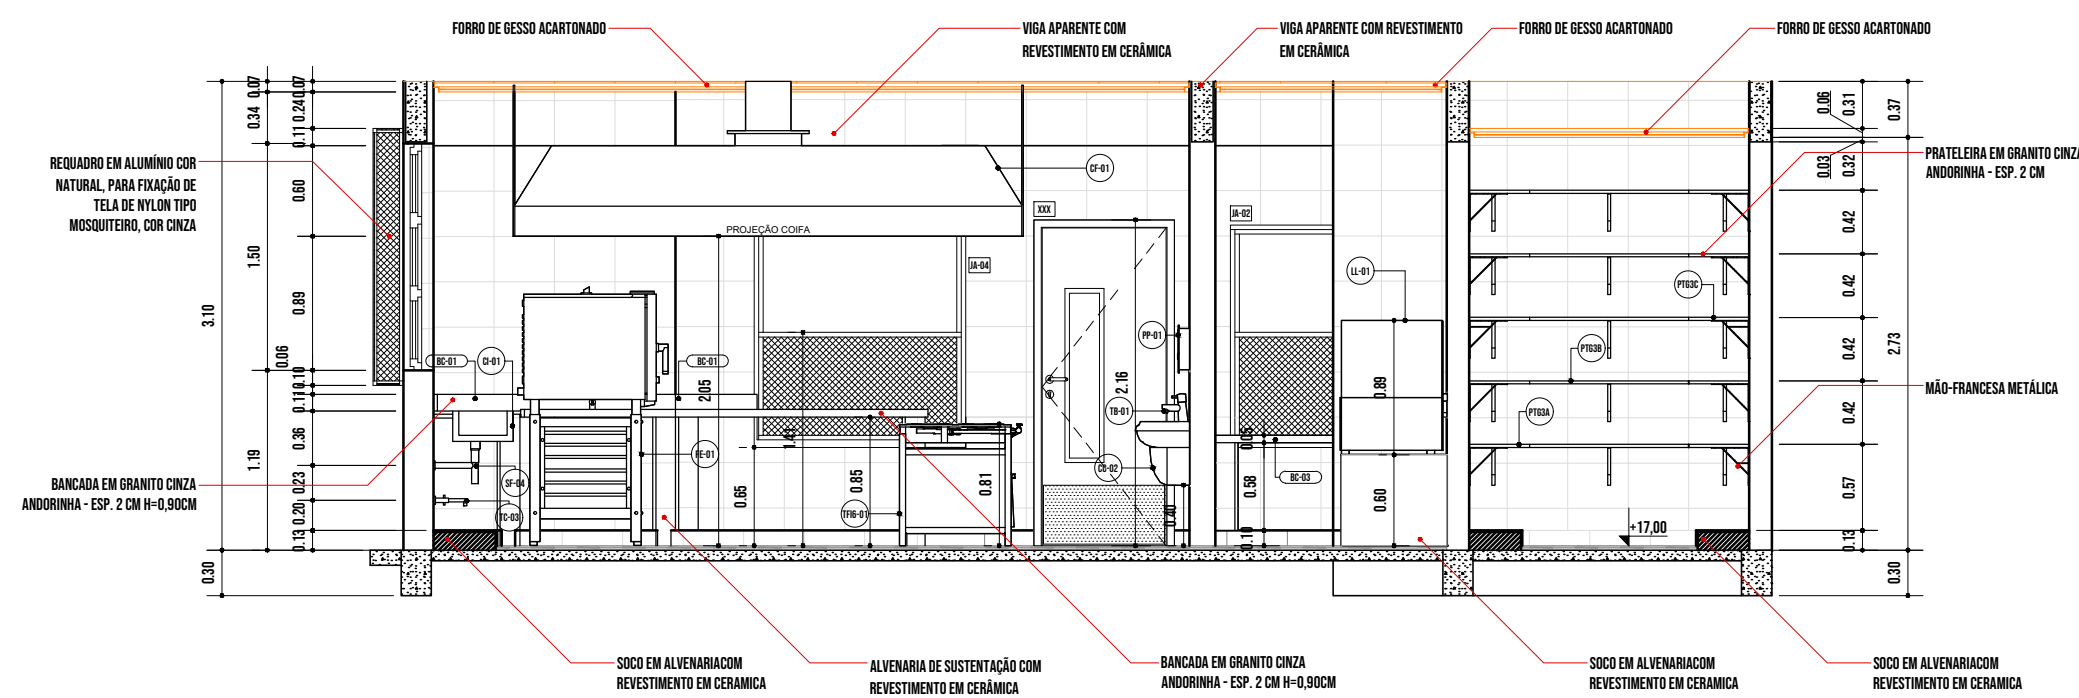 FORRO DE GESSO ACARTONADO
VIGA APARENTE COM
REVESTIMENTO EM CERÂMICA
VIGA APARENTE COM REVESTIMENTO
EM CERÂMICA
FORRO DE GESSO ACARTONADO
FORRO DE GESSO ACARTONADO
REQUADRO EM ALUMÍNIO COR
NATURAL, PARA FIXAÇÃO DE
TELA DE NYLON TIPO
MOSQUITEIRO, COR CINZA
BANCADA EM GRANITO CINZA
ANDORINHA - ESP. 2 CM H=0,90CM
3.10
0.30
0.07
0.34
1.50
0.06
1.19
0.07
0.24
0.11
0.60
0.89
0.10
0.11
0.36
0.23
0.20
0.13
PROJEÇÃO COIFA
CF-01
XXX
JA-02
JA-04
LL-01
PP-01
BC-01
CI-01
BC-01
TB-01
FE-01
SF-04
TC-03
TFI6-01
CB-02
BC-03
PTG3C
PTG3B
PTG3A
2.05
1.41
0.65
0.85
0.81
2.16
0.40
0.05
0.58
0.10
0.89
0.60
+17,00
0.06
0.31
0.37
0.03
0.32
0.42
0.42
0.42
0.42
0.57
0.13
2.73
0.30
PRATELEIRA EM GRANITO CINZA
ANDORINHA - ESP. 2 CM
MÃO-FRANCESA METÁLICA
SOCO EM ALVENARIACOM
REVESTIMENTO EM CERAMICA
ALVENARIA DE SUSTENTAÇÃO COM
REVESTIMENTO EM CERÂMICA
BANCADA EM GRANITO CINZA
ANDORINHA - ESP. 2 CM H=0,90CM
SOCO EM ALVENARIACOM
REVESTIMENTO EM CERAMICA
SOCO EM ALVENARIACOM
REVESTIMENTO EM CERAMICA